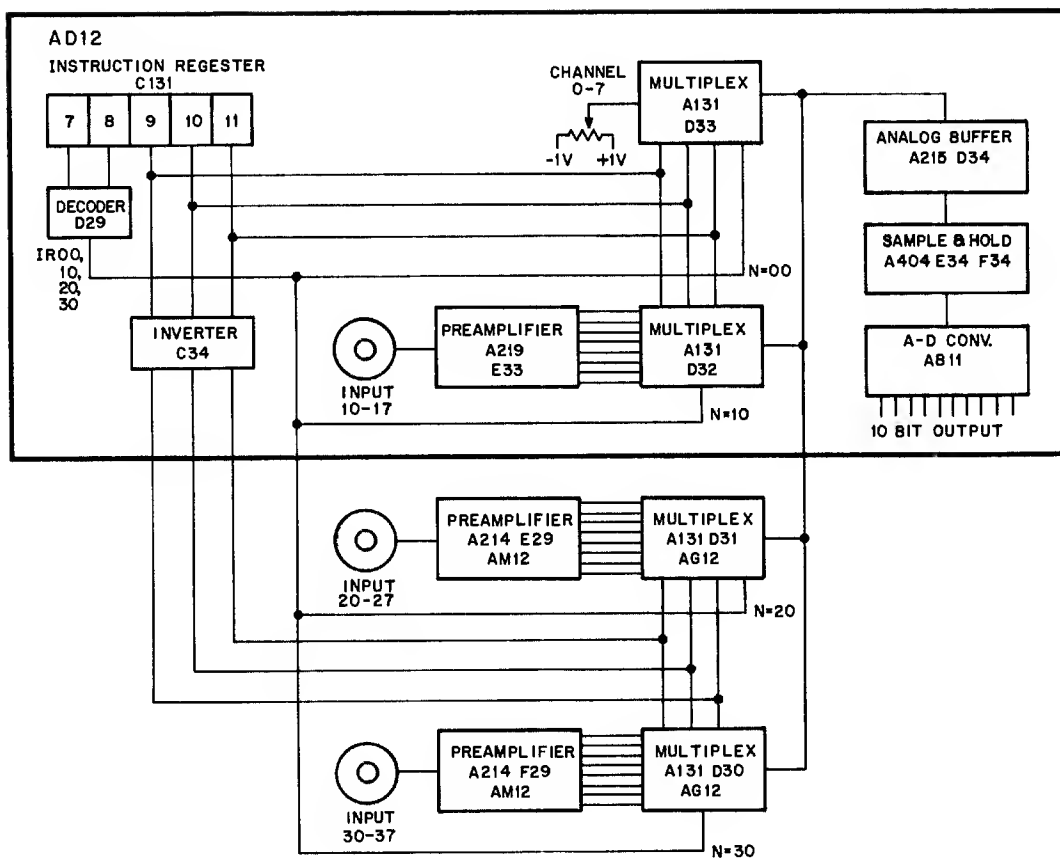 AD12
INSTRUCTION REGESTER
C131
7 8 9 10 11
DECODER
D29
IR00,
10,
20,
30
INVERTER
C34
CHANNEL
0-7
-1V +1V
MULTIPLEX
A131
D33
N=00
INPUT
10-17
PREAMPLIFIER
A219
E33
MULTIPLEX
A131
D32
N=10
ANALOG BUFFER
A215 D34
SAMPLE & HOLD
A404 E34 F34
A-D CONV.
A811
10 BIT OUTPUT
INPUT
20-27
PREAMPLIFIER
A214 E29
AM12
MULTIPLEX
A131 D31
AG12
N=20
INPUT
30-37
PREAMPLIFIER
A214 F29
AM12
MULTIPLEX
A131 D30
AG12
N=30